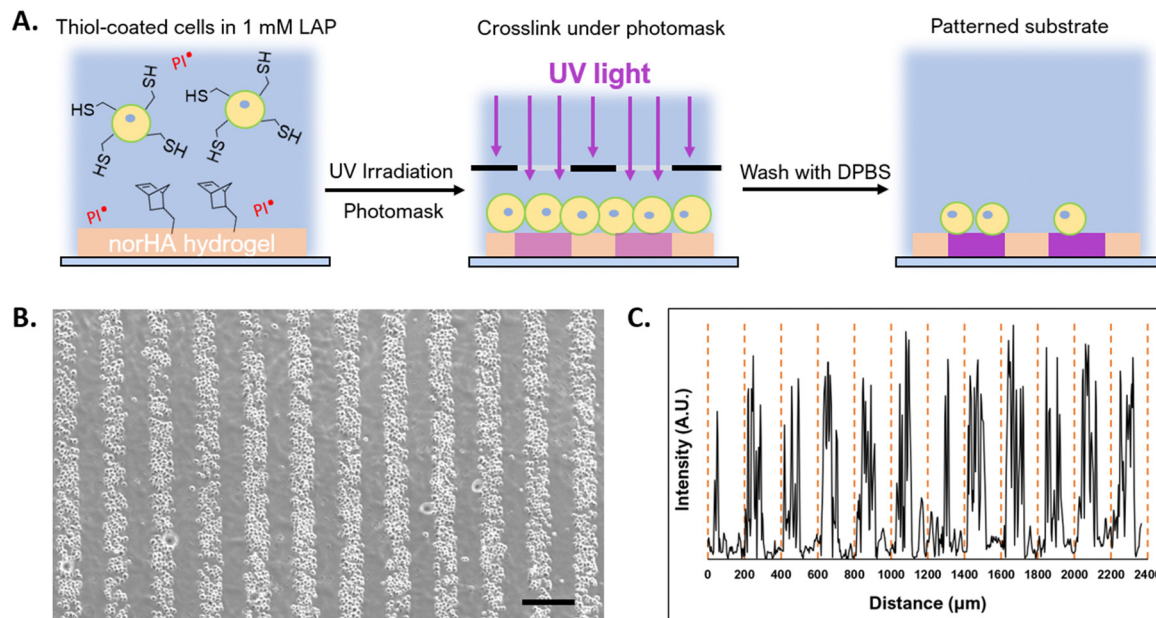 A.
Thiol-coated cells in 1 mM LAP
PI•
SH
SH
HS
HS
SH
SH
HS
HS
PI•
PI•
norHA hydrogel
UV Irradiation
Photomask
Crosslink under photomask
UV light
Wash with DPBS
Patterned substrate
B.
C.
Intensity (A.U.)
0 200 400 600 800 1000 1200 1400 1600 1800 2000 2200 2400
Distance (μm)